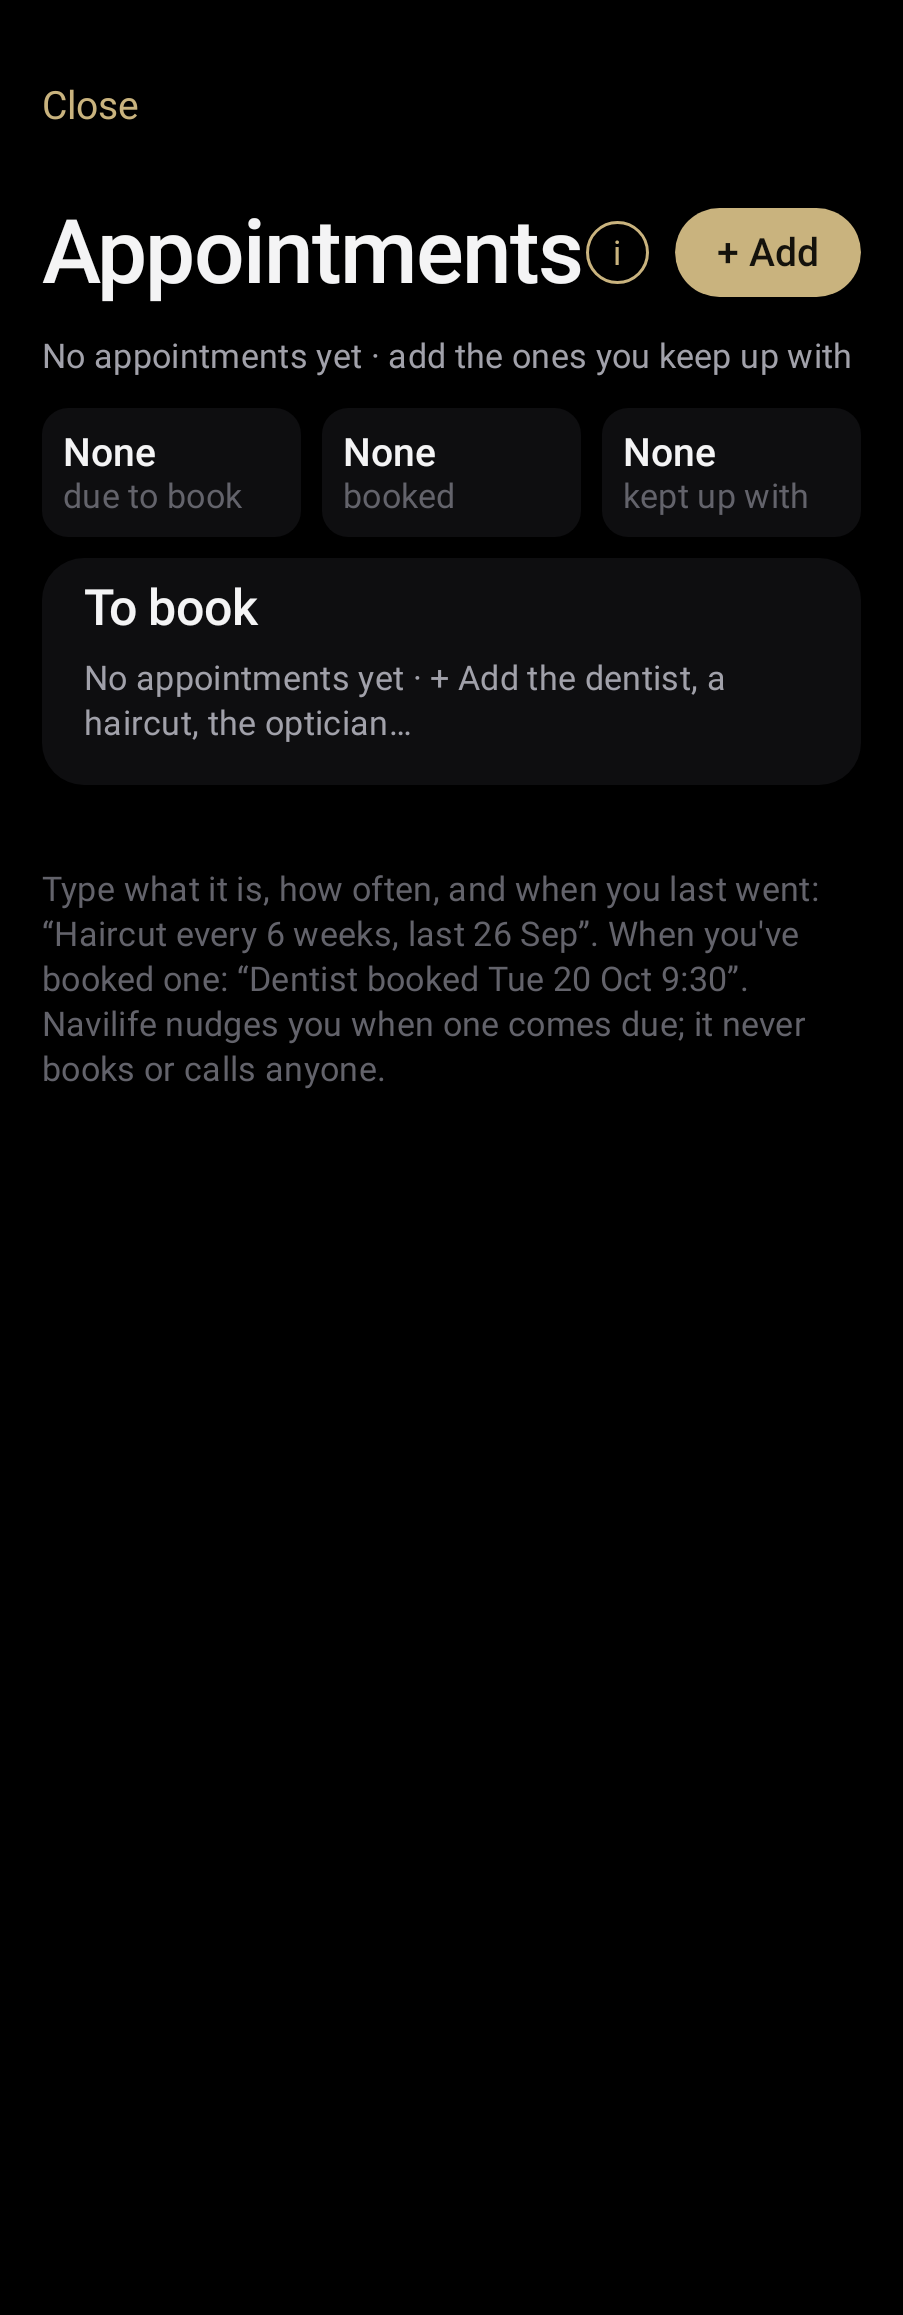 Close
Appointments i + Add
No appointments yet · add the ones you keep up with
None None None
due to book booked kept up with
To book
No appointments yet · + Add the dentist, a
haircut, the optician…
Type what it is, how often, and when you last went:
“Haircut every 6 weeks, last 26 Sep”. When you've
booked one: “Dentist booked Tue 20 Oct 9:30”.
Navilife nudges you when one comes due; it never
books or calls anyone.